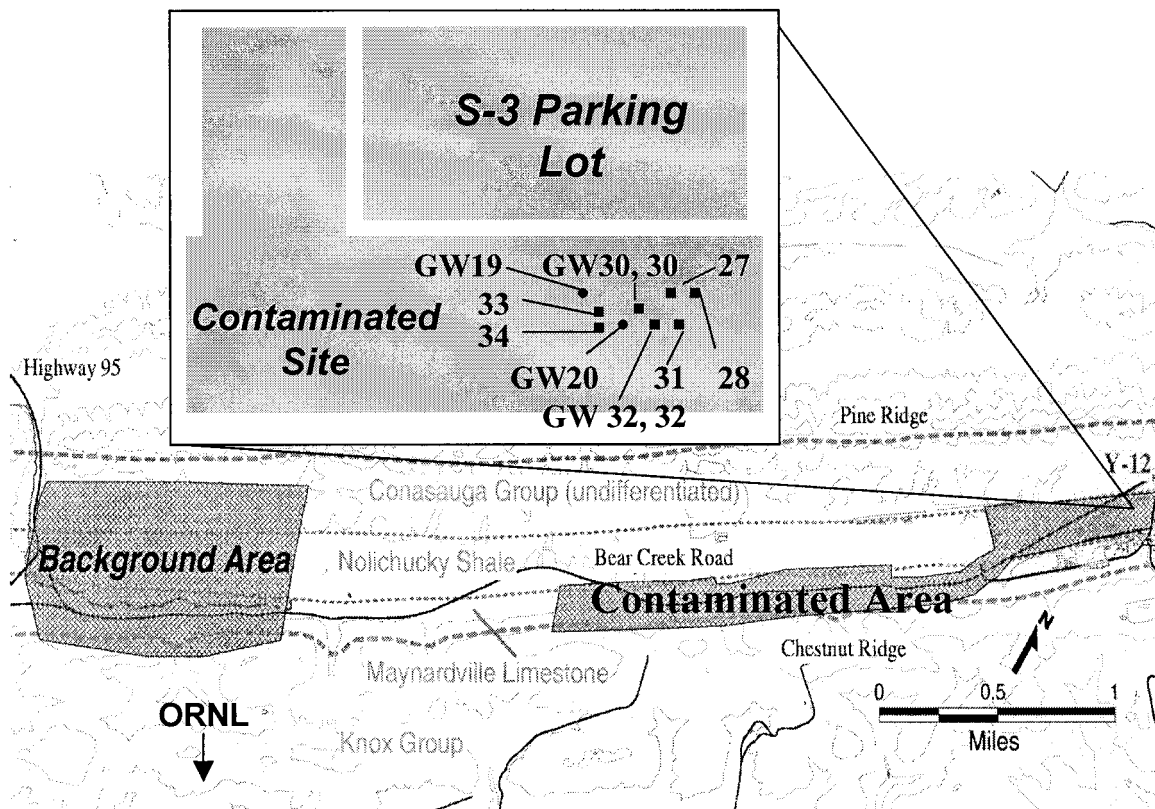 S-3 Parking
Lot
GW19
GW30, 30
27
33
34
Contaminated
Site
GW20
31
28
GW 32, 32
Highway 95
Pine Ridge
Y-12
Conasauga Group (undifferentiated)
Background Area
Nolichucky Shale
Bear Creek Road
Contaminated Area
N
Maynardville Limestone
Chestnut Ridge
ORNL
Knox Group
0
0.5
1
Miles